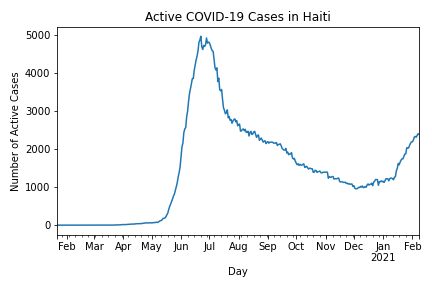 Active COVID-19 Cases in Haiti
Number of Active Cases
5000
4000
3000
2000
1000
0
Feb Mar Apr May Jun Jul Aug Sep Oct Nov Dec Jan Feb
2021
Day